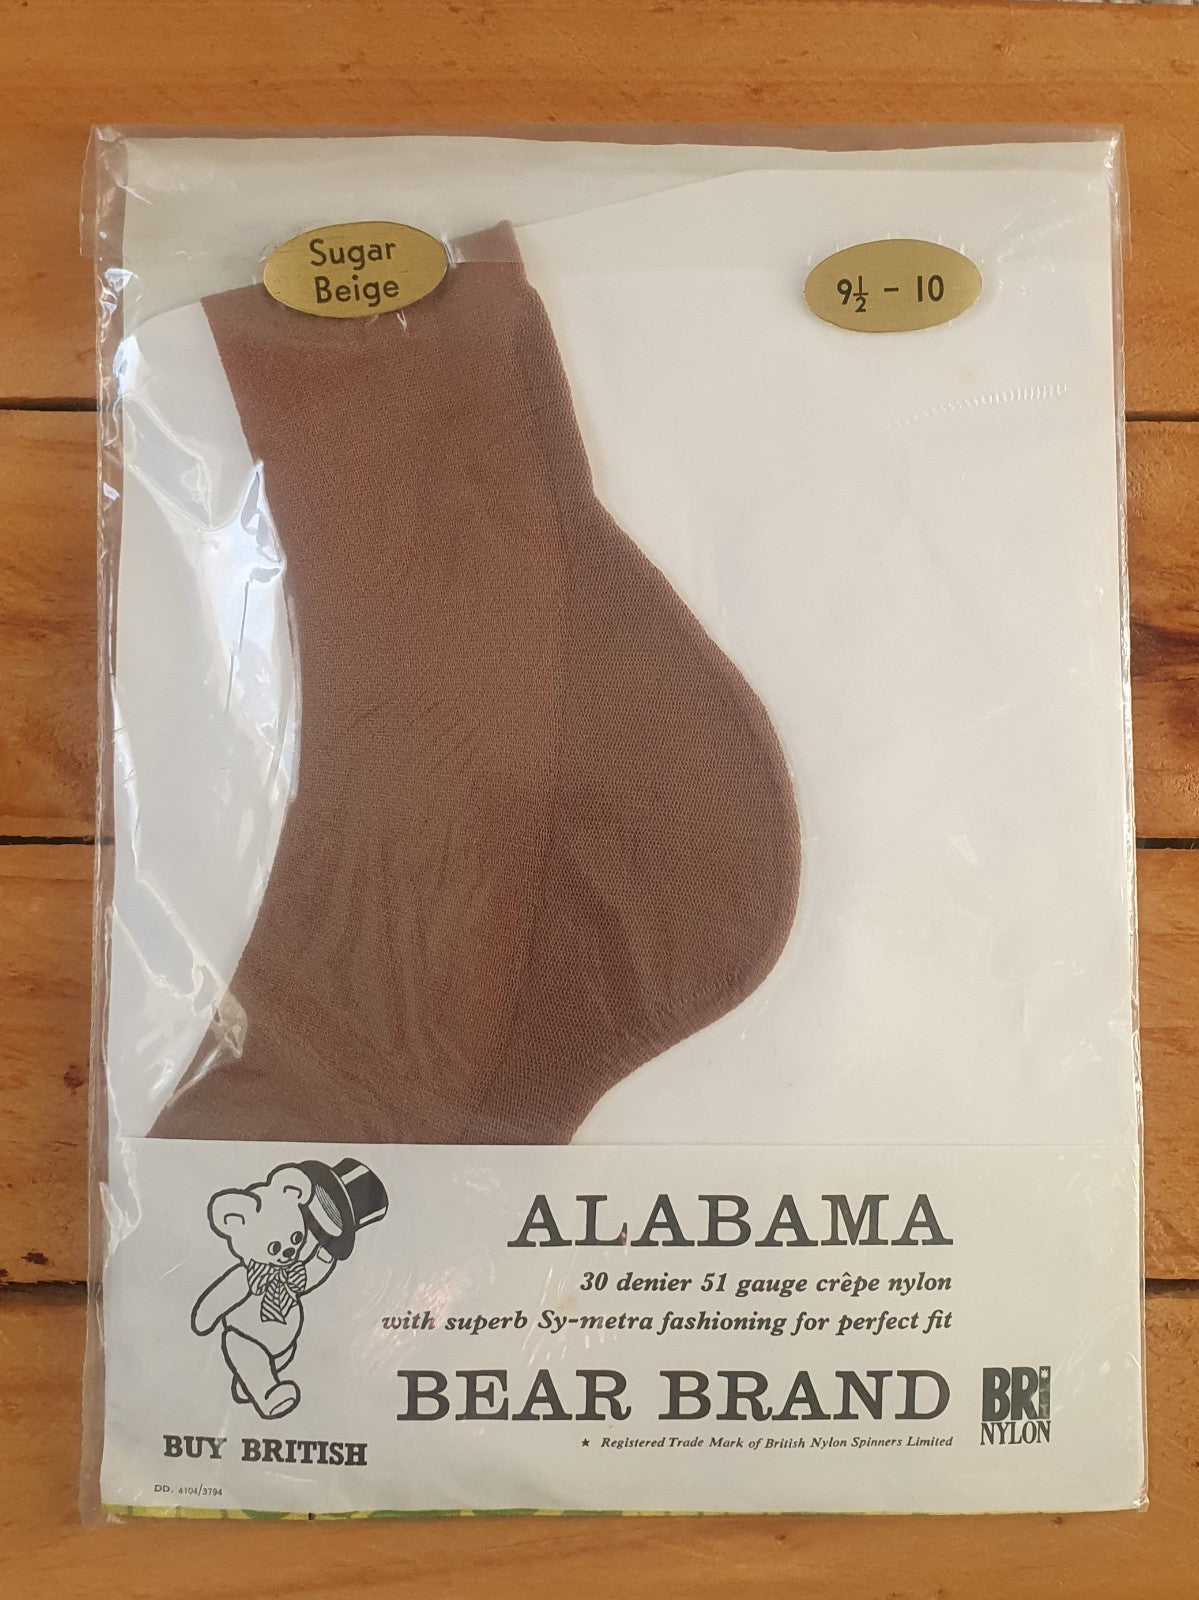 Sugar
Beige
9½ - 10
ALABAMA
30 denier 51 gauge crêpe nylon
with superb Sy-metra fashioning for perfect fit
BEAR BRAND
BRI
NYLON
★ Registered Trade Mark of British Nylon Spinners Limited
BUY BRITISH
DD. 4104/3794